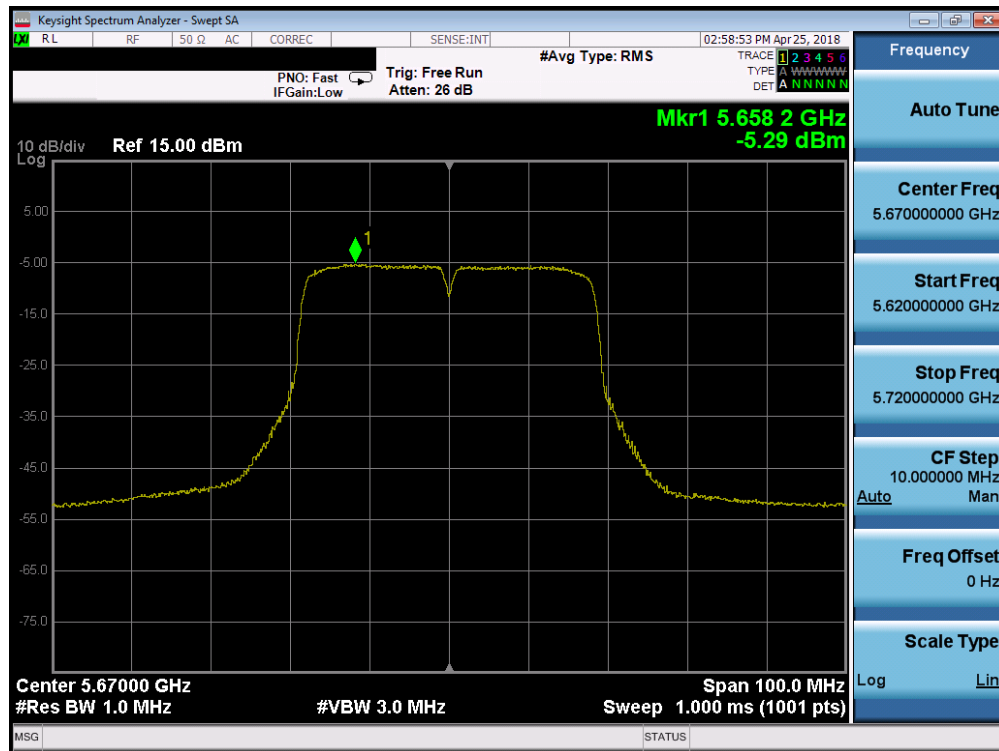 Keysight Spectrum Analyzer - Swept SA
LXI RL RF 50 Ω AC CORREC SENSE:INT 02:58:53 PM Apr 25, 2018
Frequency
#Avg Type: RMS
TRACE 1 2 3 4 5 6
TYPE A WWWWW
DET A N N N N N
PNO: Fast
IFGain:Low
Trig: Free Run
Atten: 26 dB
Auto Tune
Mkr1 5.658 2 GHz
-5.29 dBm
10 dB/div Ref 15.00 dBm
Log
5.00
-5.00
-15.0
-25.0
-35.0
-45.0
-55.0
-65.0
-75.0
1
Center Freq
5.670000000 GHz
Start Freq
5.620000000 GHz
Stop Freq
5.720000000 GHz
CF Step
10.000000 MHz
Auto Man
Freq Offset
0 Hz
Scale Type
Log Lin
Center 5.67000 GHz Span 100.0 MHz
#Res BW 1.0 MHz #VBW 3.0 MHz Sweep 1.000 ms (1001 pts)
MSG STATUS